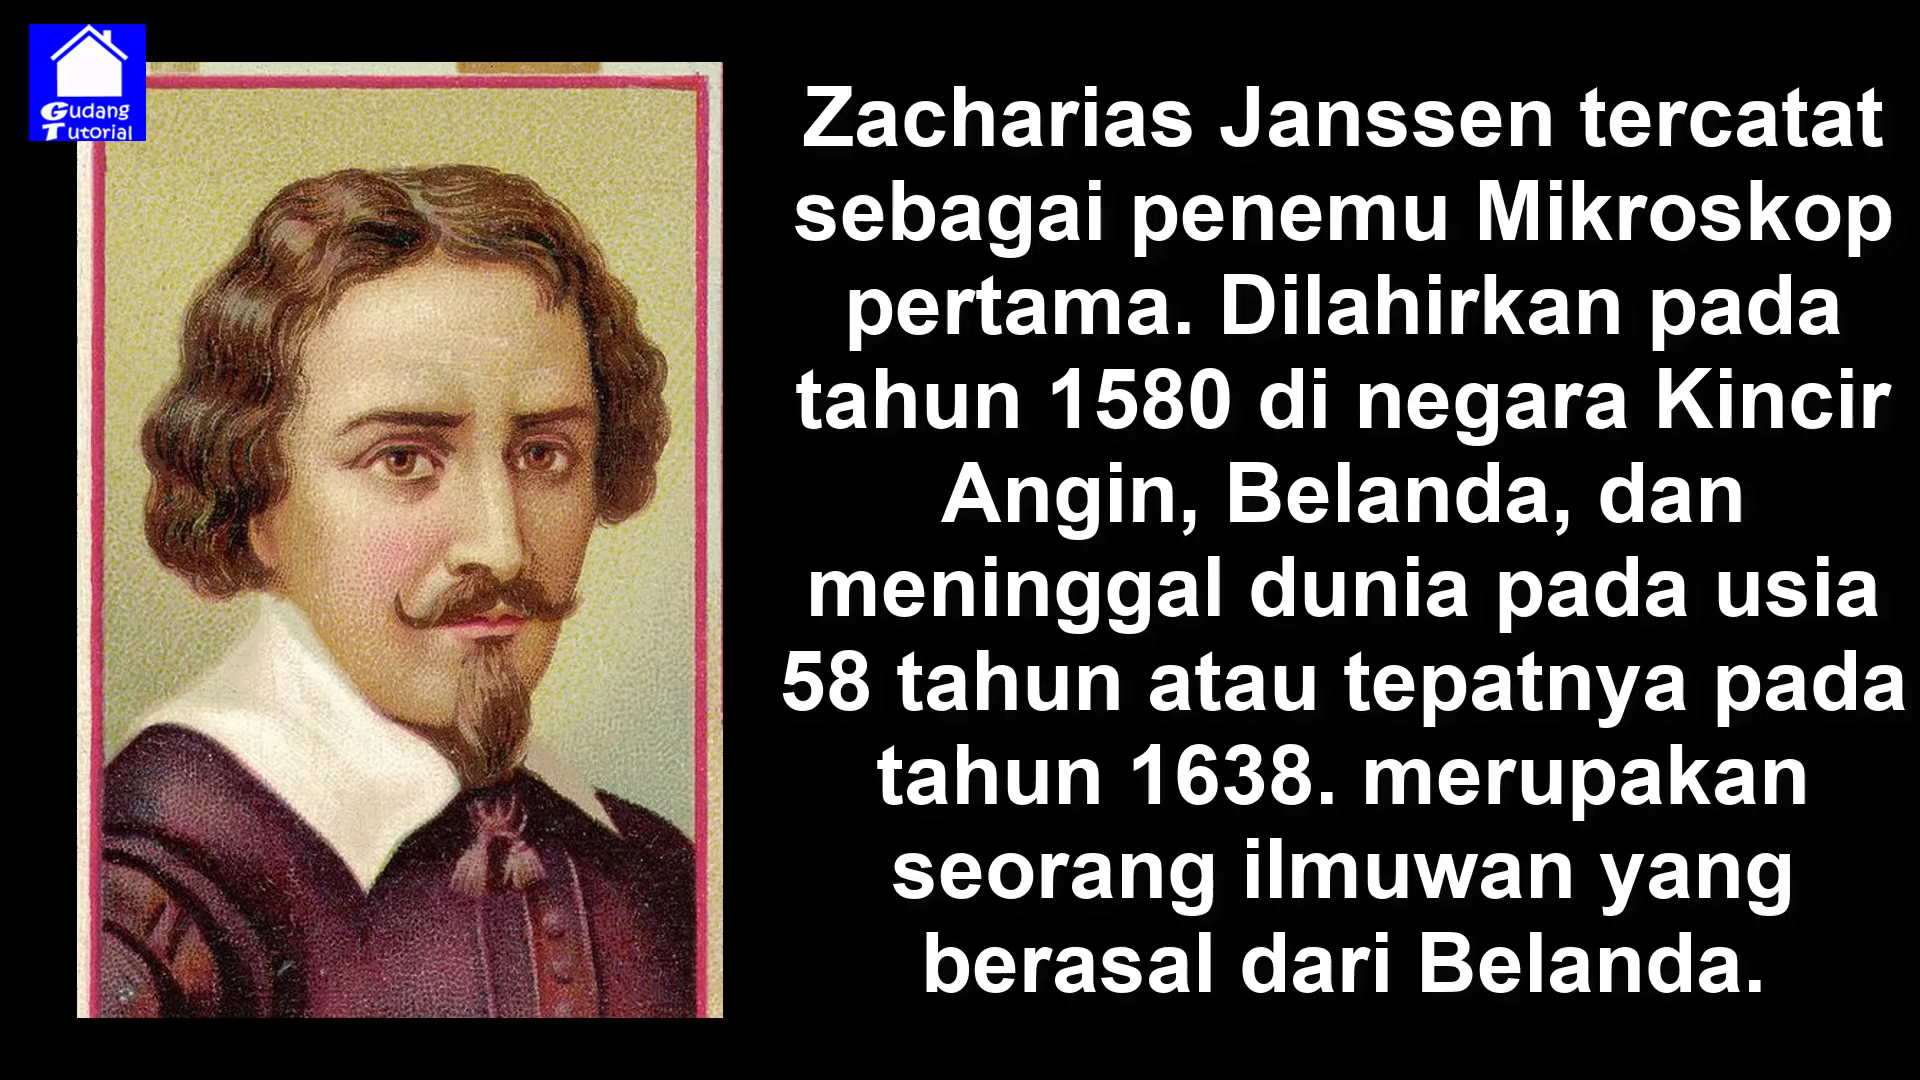 Gudang
Tutorial
Zacharias Janssen tercatat
sebagai penemu Mikroskop
pertama. Dilahirkan pada
tahun 1580 di negara Kincir
Angin, Belanda, dan
meninggal dunia pada usia
58 tahun atau tepatnya pada
tahun 1638. merupakan
seorang ilmuwan yang
berasal dari Belanda.